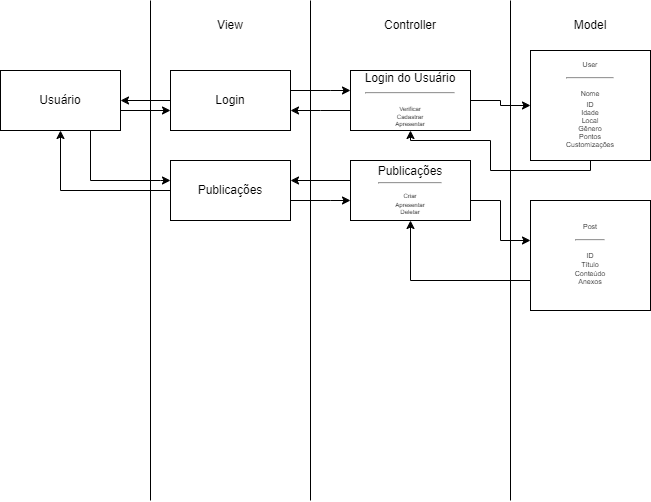 View
Controller
Model
Usuário
Login
Login do Usuário
Verificar
Cadastrar
Apresentar
User
Nome
ID
Idade
Local
Gênero
Pontos
Customizações
Publicações
Publicações
Criar
Apresentar
Deletar
Post
ID
Título
Conteúdo
Anexos